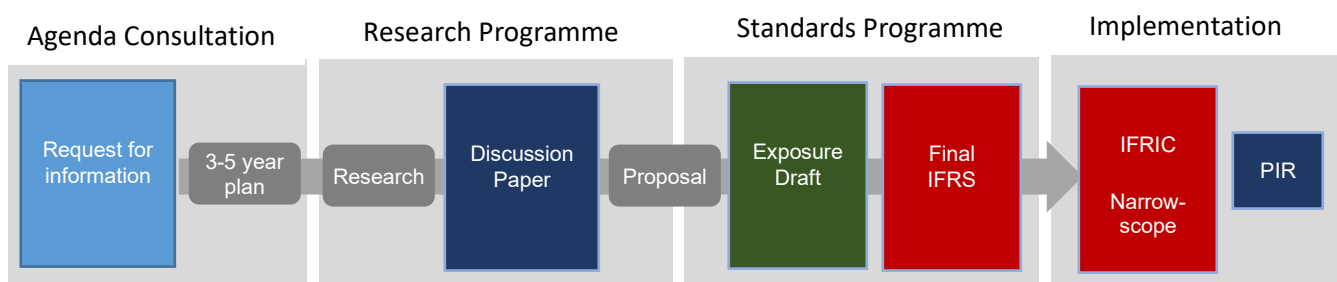 Agenda Consultation
Research Programme
Standards Programme
Implementation
Request for
information
3-5 year
plan
Research
Discussion
Paper
Proposal
Exposure
Draft
Final
IFRS
IFRIC
Narrow-
scope
PIR